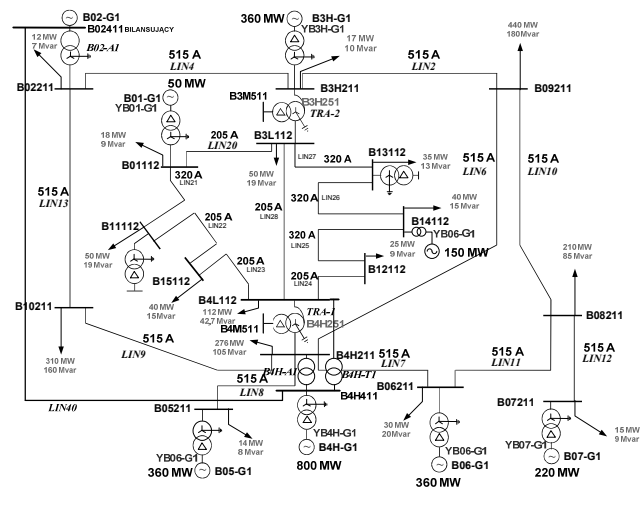 B02-G1
B02411 BILANSUJĄCY
12 MW
7 Mvar
B02-A1
B02211
360 MW
B3H-G1
YB3H-G1
17 MW
10 Mvar
515 A
LIN4
515 A
LIN2
440 MW
180 Mvar
B09211
50 MW
B01-G1
YB01-G1
B3M511
B3H211
B3H251
TRA-2
18 MW
9 Mvar
B01112
205 A
LIN20
B3L112
LIN27
320 A
LIN21
50 MW
19 Mvar
320 A
B13112
35 MW
13 Mvar
515 A
LIN6
515 A
LIN10
515 A
LIN13
205 A
LIN28
320 A
LIN26
40 MW
15 Mvar
B14112
YB06-G1
150 MW
B11112
205 A
LIN22
320 A
LIN25
25 MW
9 Mvar
50 MW
19 Mvar
B15112
205 A
LIN23
B12112
210 MW
85 Mvar
205 A
LIN24
40 MW
15Mvar
B4L112
112 MW
42,7 Mvar
TRA-1
B4M511
B4H251
B10211
B08211
515 A
LIN9
276 MW
105 Mvar
B4H211
515 A
LIN7
515 A
LIN11
515 A
LIN12
310 MW
160 Mvar
B4H-A1
B4H-T1
515 A
LIN8
B4H411
B06211
LIN40
B05211
B07211
30 MW
20Mvar
15 MW
9 Mvar
14 MW
8 Mvar
YB06-G1
360 MW
B05-G1
YB4H-G1
B4H-G1
800 MW
YB06-G1
B06-G1
360 MW
YB07-G1
B07-G1
220 MW